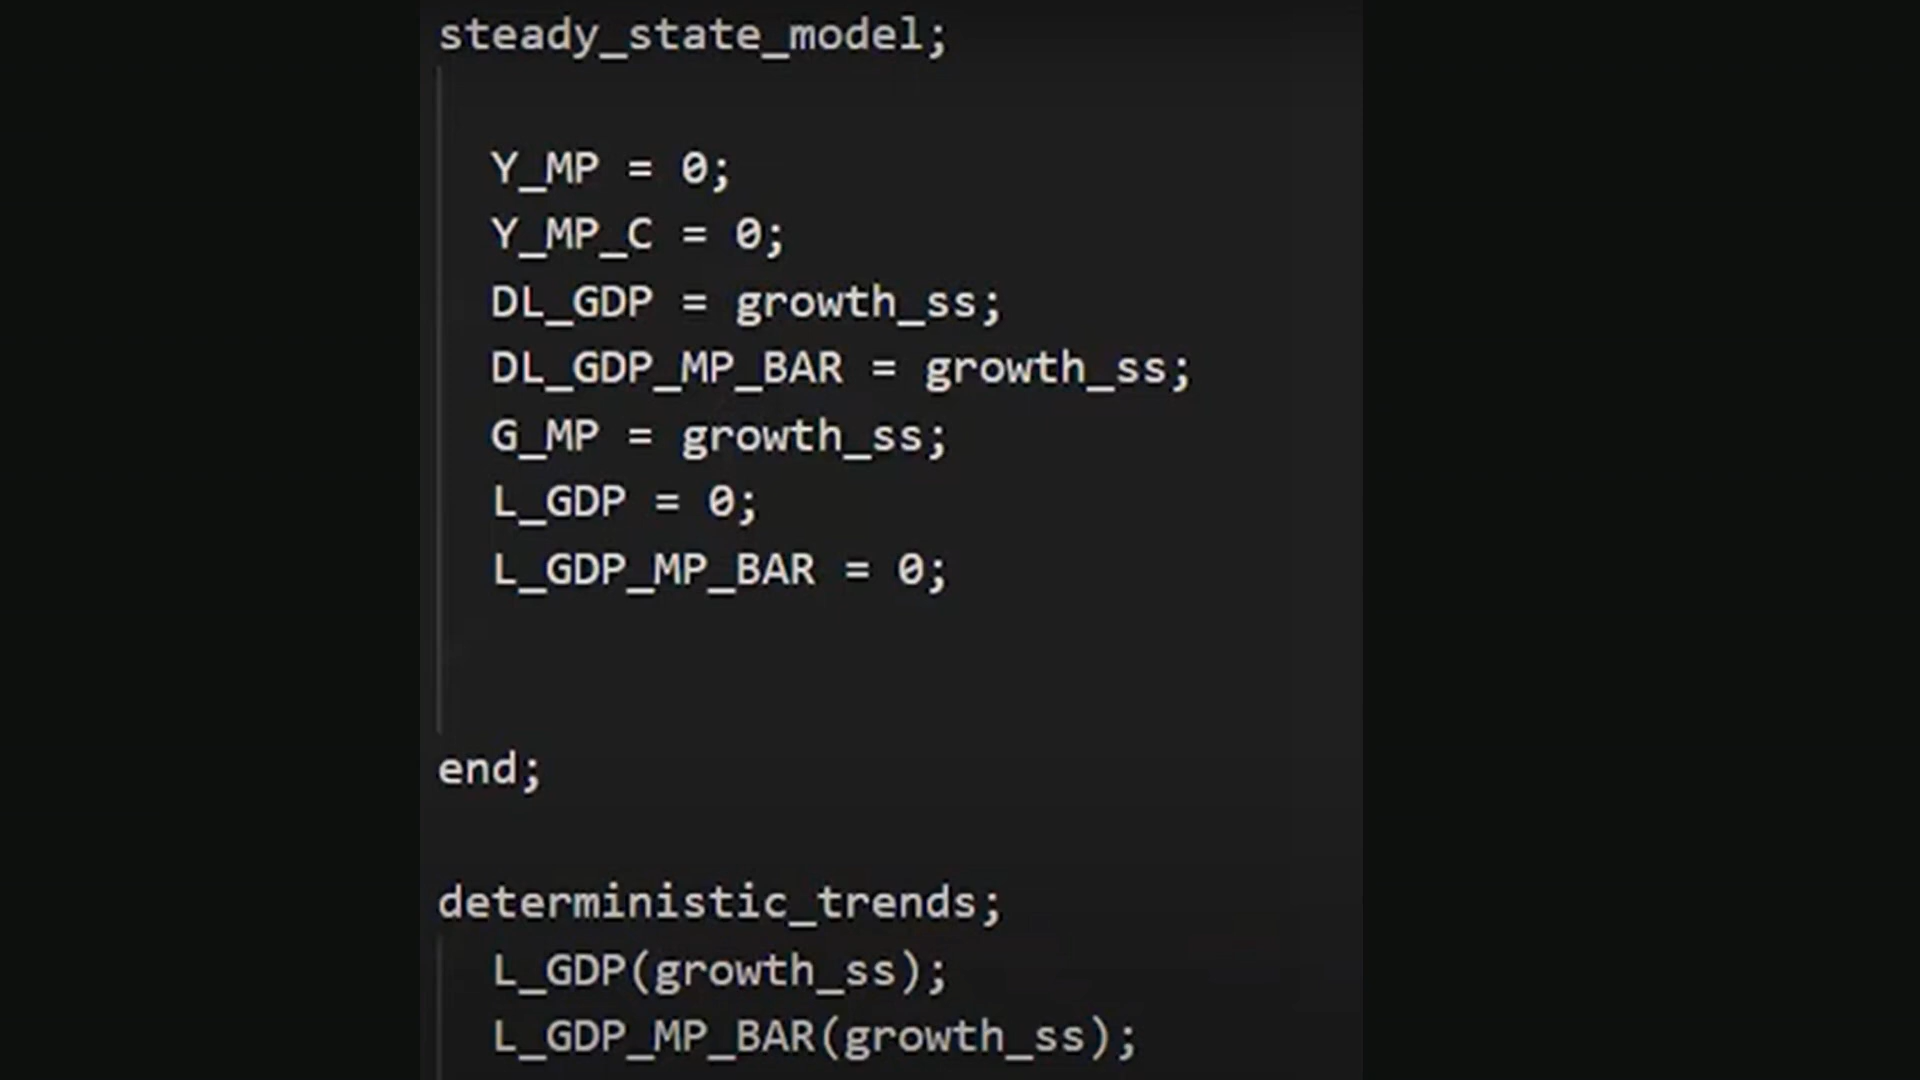 steady_state_model;
Y_MP = 0;
Y_MP_C = 0;
DL_GDP = growth_ss;
DL_GDP_MP_BAR = growth_ss;
G_MP = growth_ss;
L_GDP = 0;
L_GDP_MP_BAR = 0;
end;
deterministic_trends;
L_GDP(growth_ss);
L_GDP_MP_BAR(growth_ss);